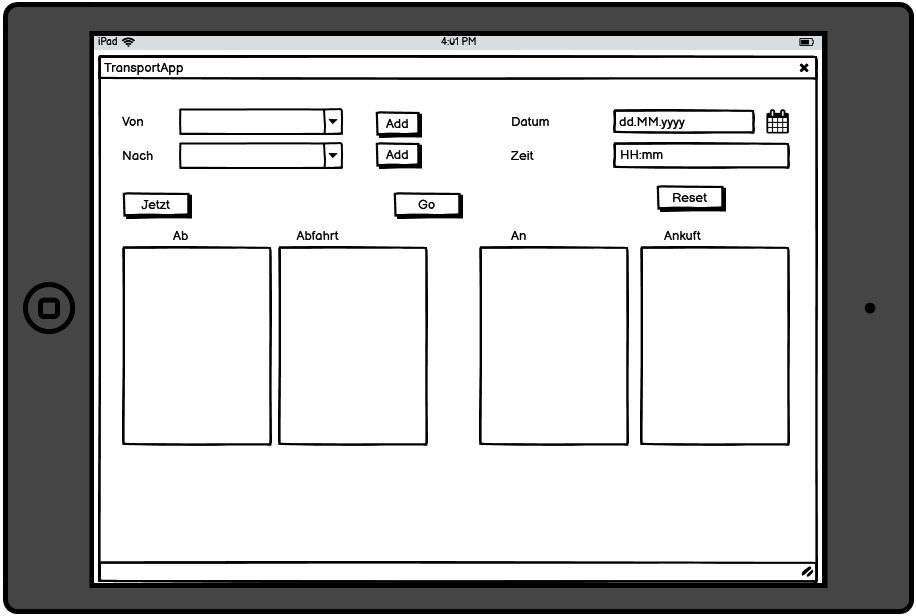 iPad 4:01 PM
TransportApp
Von Add Datum dd.MM.yyyy
Nach Add Zeit HH:mm
Jetzt Go Reset
Ab Abfahrt An Ankuft